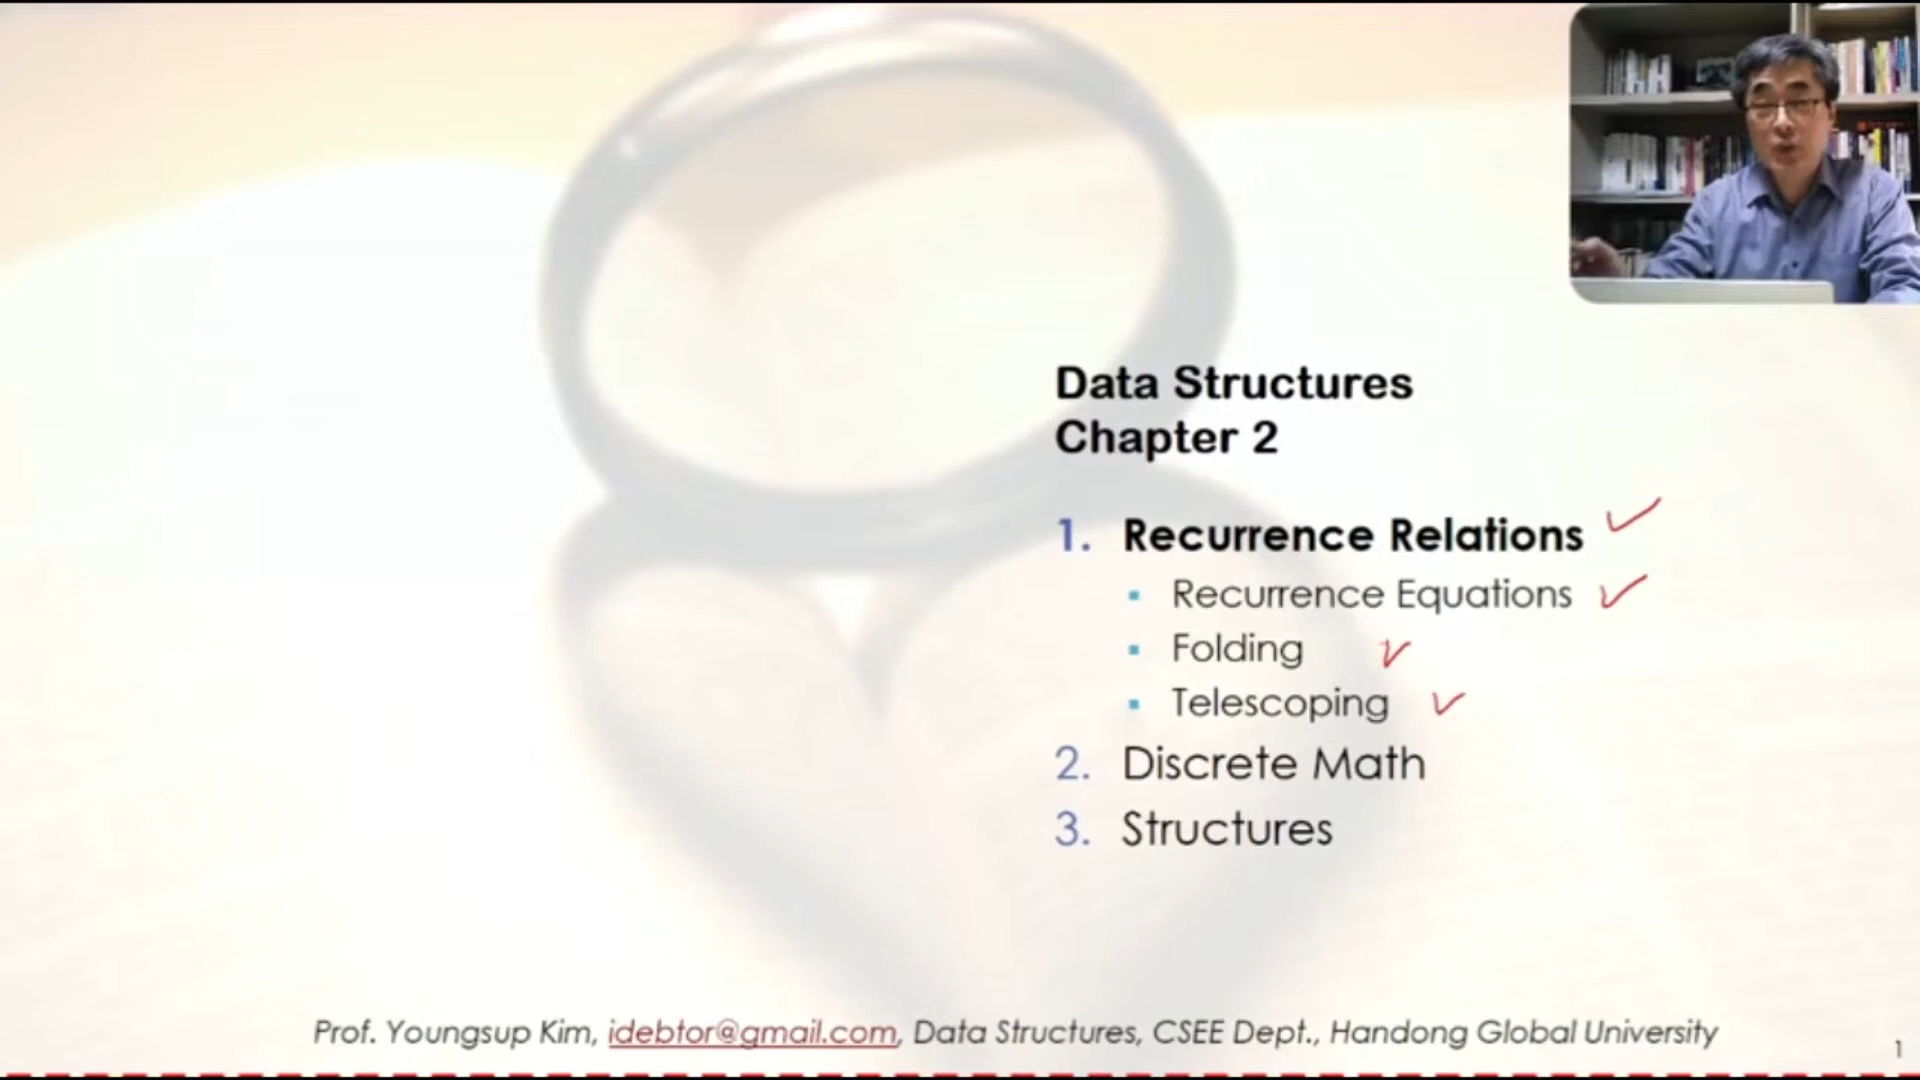 Data Structures
Chapter 2
1. Recurrence Relations
▪ Recurrence Equations
▪ Folding
▪ Telescoping
2. Discrete Math
3. Structures
Prof. Youngsup Kim, idebtor@gmail.com, Data Structures, CSEE Dept., Handong Global University
1